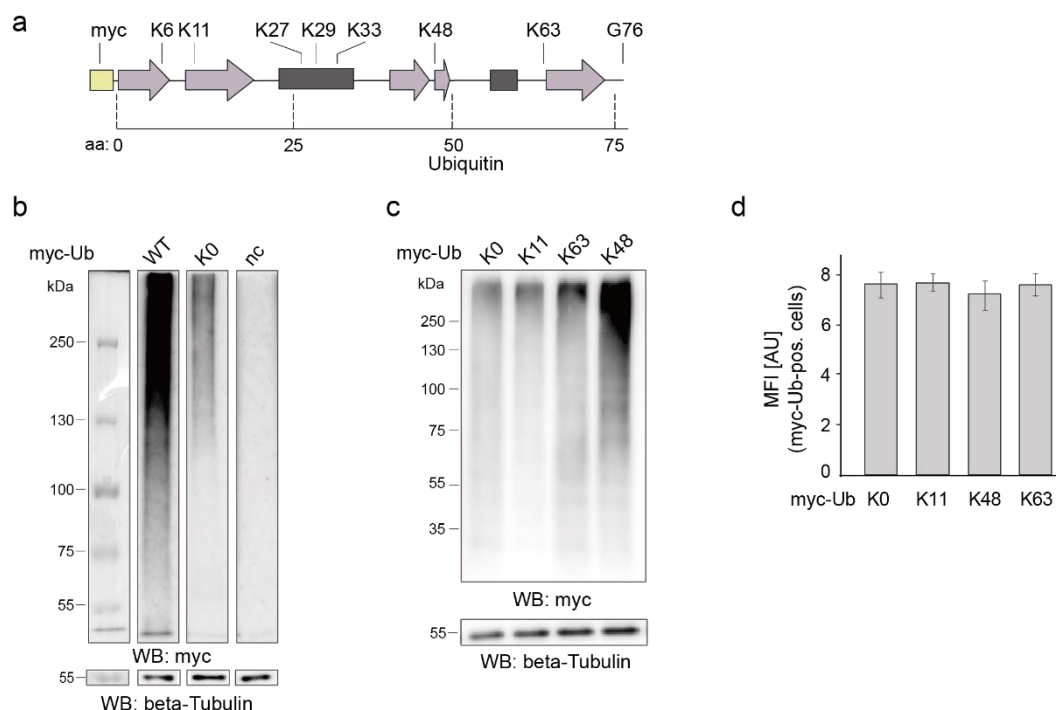 a
myc K6 K11 K27 K29 K33 K48 K63 G76
aa: 0 25 50 75
Ubiquitin
b
myc-Ub WT K0 nc
kDa
250
130
100
75
55
WB: myc
55
WB: beta-Tubulin
c
myc-Ub K0 K11 K63 K48
kDa
250
130
100
75
55
35
WB: myc
55
WB: beta-Tubulin
d
MFI [AU]
(myc-Ub-pos. cells)
8
6
4
2
0
myc-Ub K0 K11 K48 K63